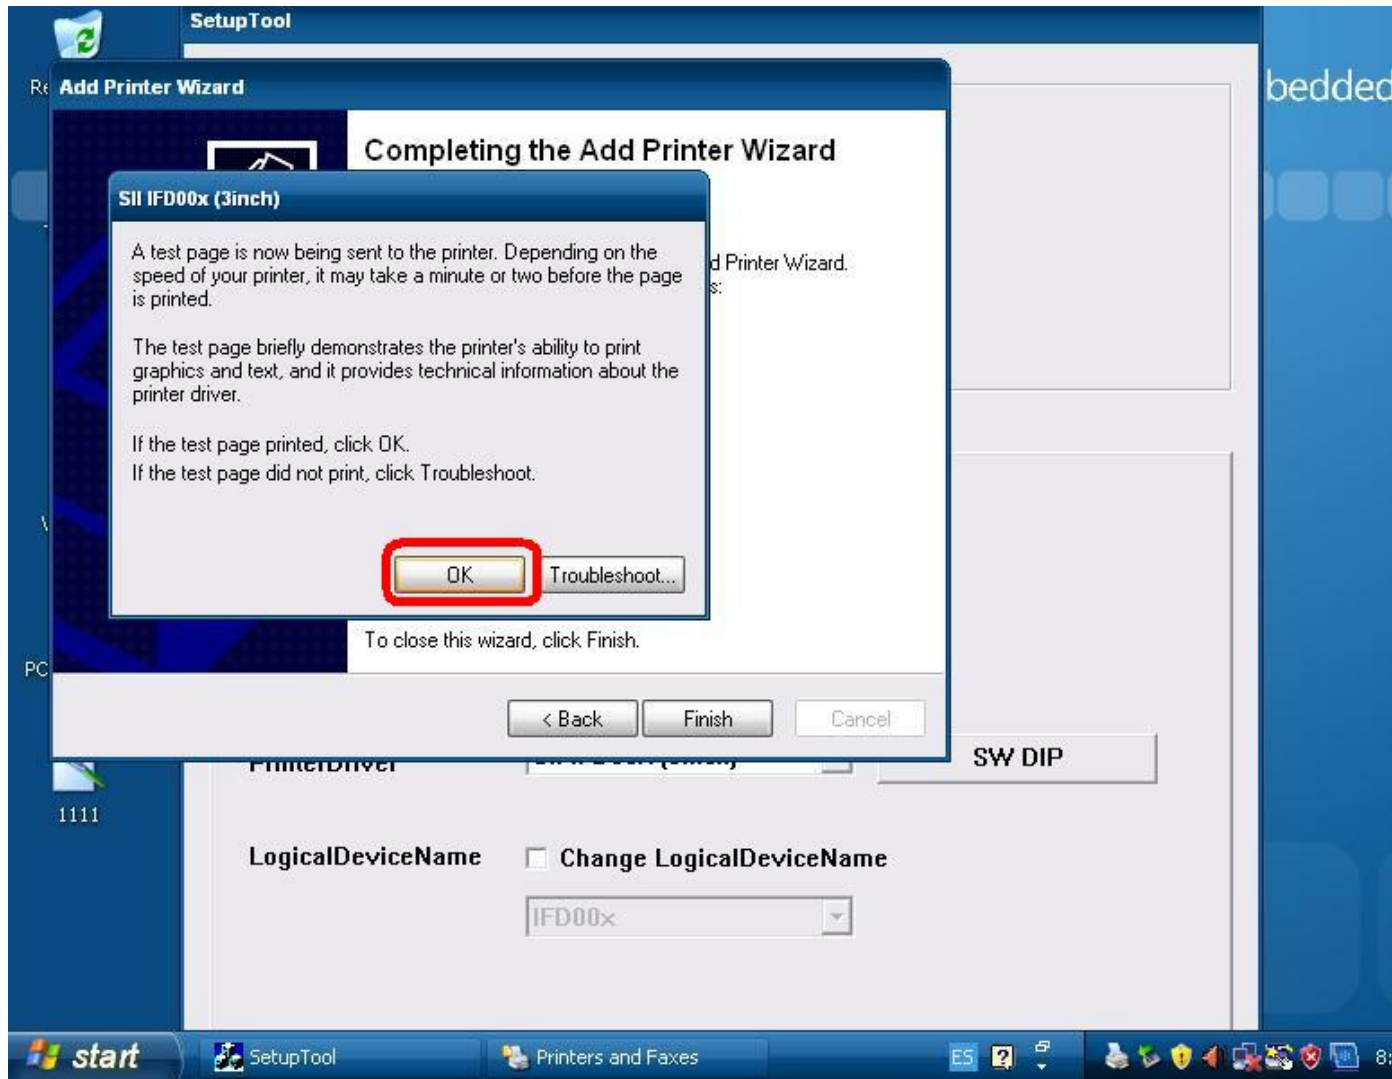 SetupTool
Add Printer Wizard
bedded
Completing the Add Printer Wizard
SII IFD00x (3inch)
A test page is now being sent to the printer. Depending on the
speed of your printer, it may take a minute or two before the page
is printed.
d Printer Wizard.
s:
The test page briefly demonstrates the printer's ability to print
graphics and text, and it provides technical information about the
printer driver.
If the test page printed, click OK.
If the test page did not print, click Troubleshoot.
OK
Troubleshoot...
To close this wizard, click Finish.
PC
< Back
Finish
Cancel
PrinterDriver
SW DIP
1111
LogicalDeviceName
Change LogicalDeviceName
IFD00x
start
SetupTool
Printers and Faxes
ES
8: